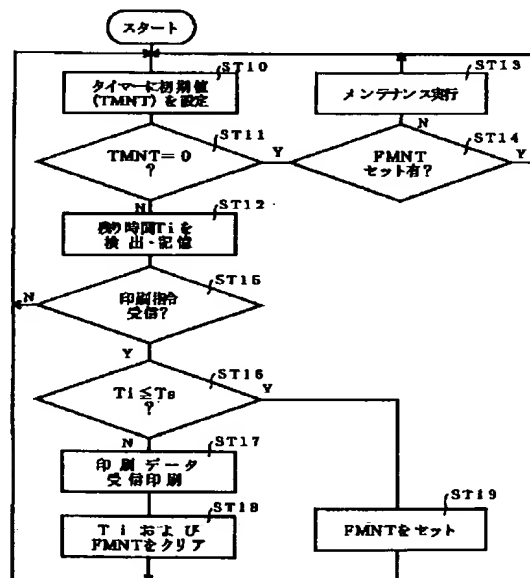 スタート
ST10
タイマーに初期値
(TMNT)を設定
ST13
メンテナンス実行
ST11
TMNT=0
?
Y
N
ST14
FMNT
セット有?
Y
N
ST12
残り時間Tiを
検出・記憶
ST15
印刷指令
受信?
N
Y
ST16
Ti≦Ts
?
Y
N
ST17
印刷データ
受信印刷
ST18
Tiおよび
FMNTをクリア
ST19
FMNTをセット